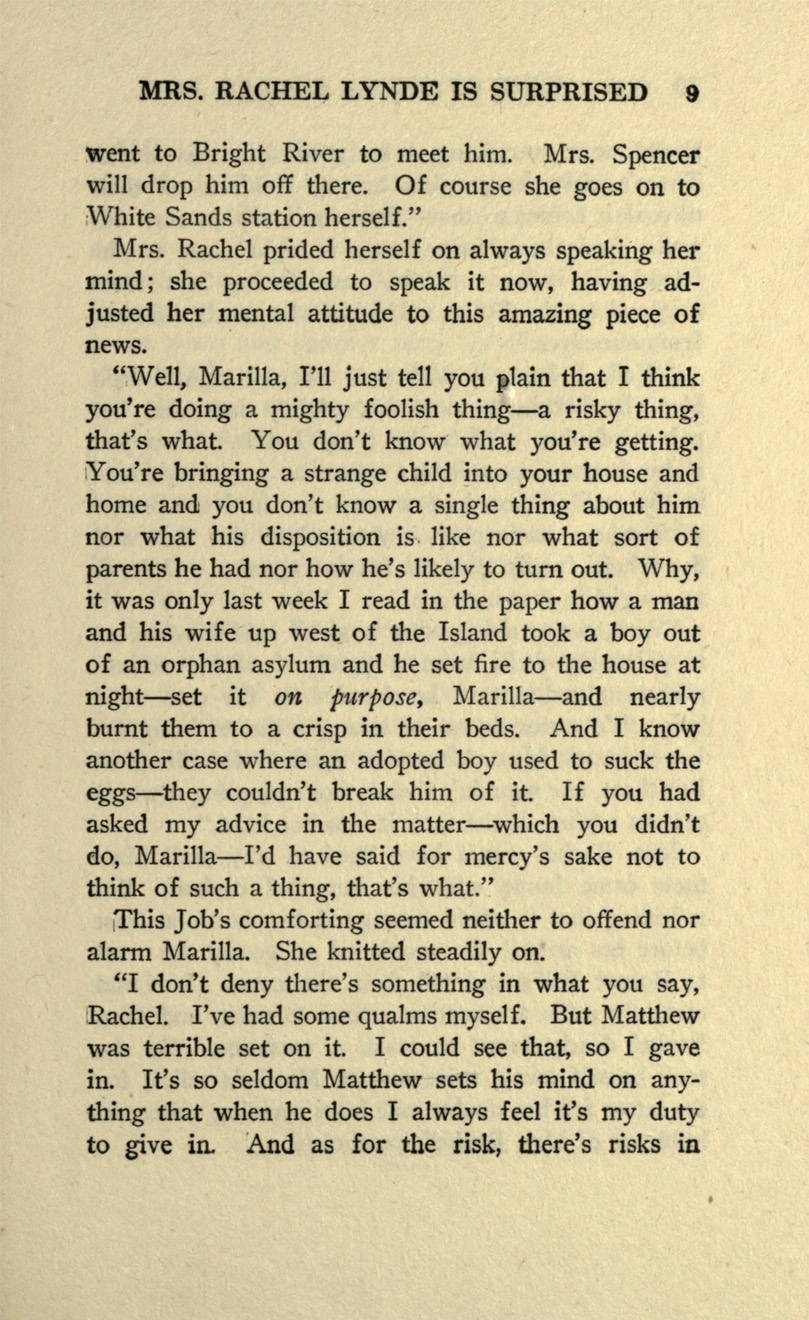 MRS. RACHEL LYNDE IS SURPRISED 9
went to Bright River to meet him. Mrs. Spencer
will drop him off there. Of course she goes on to
White Sands station herself.”
Mrs. Rachel prided herself on always speaking her
mind; she proceeded to speak it now, having ad-
justed her mental attitude to this amazing piece of
news.
“Well, Marilla, I’ll just tell you plain that I think
you’re doing a mighty foolish thing—a risky thing,
that’s what. You don’t know what you’re getting.
You’re bringing a strange child into your house and
home and you don’t know a single thing about him
nor what his disposition is like nor what sort of
parents he had nor how he’s likely to turn out. Why,
it was only last week I read in the paper how a man
and his wife up west of the Island took a boy out
of an orphan asylum and he set fire to the house at
night—set it on purpose, Marilla—and nearly
burnt them to a crisp in their beds. And I know
another case where an adopted boy used to suck the
eggs—they couldn’t break him of it. If you had
asked my advice in the matter—which you didn’t
do, Marilla—I’d have said for mercy’s sake not to
think of such a thing, that’s what.”
This Job’s comforting seemed neither to offend nor
alarm Marilla. She knitted steadily on.
“I don’t deny there’s something in what you say,
Rachel. I’ve had some qualms myself. But Matthew
was terrible set on it. I could see that, so I gave
in. It’s so seldom Matthew sets his mind on any-
thing that when he does I always feel it’s my duty
to give in. And as for the risk, there’s risks in